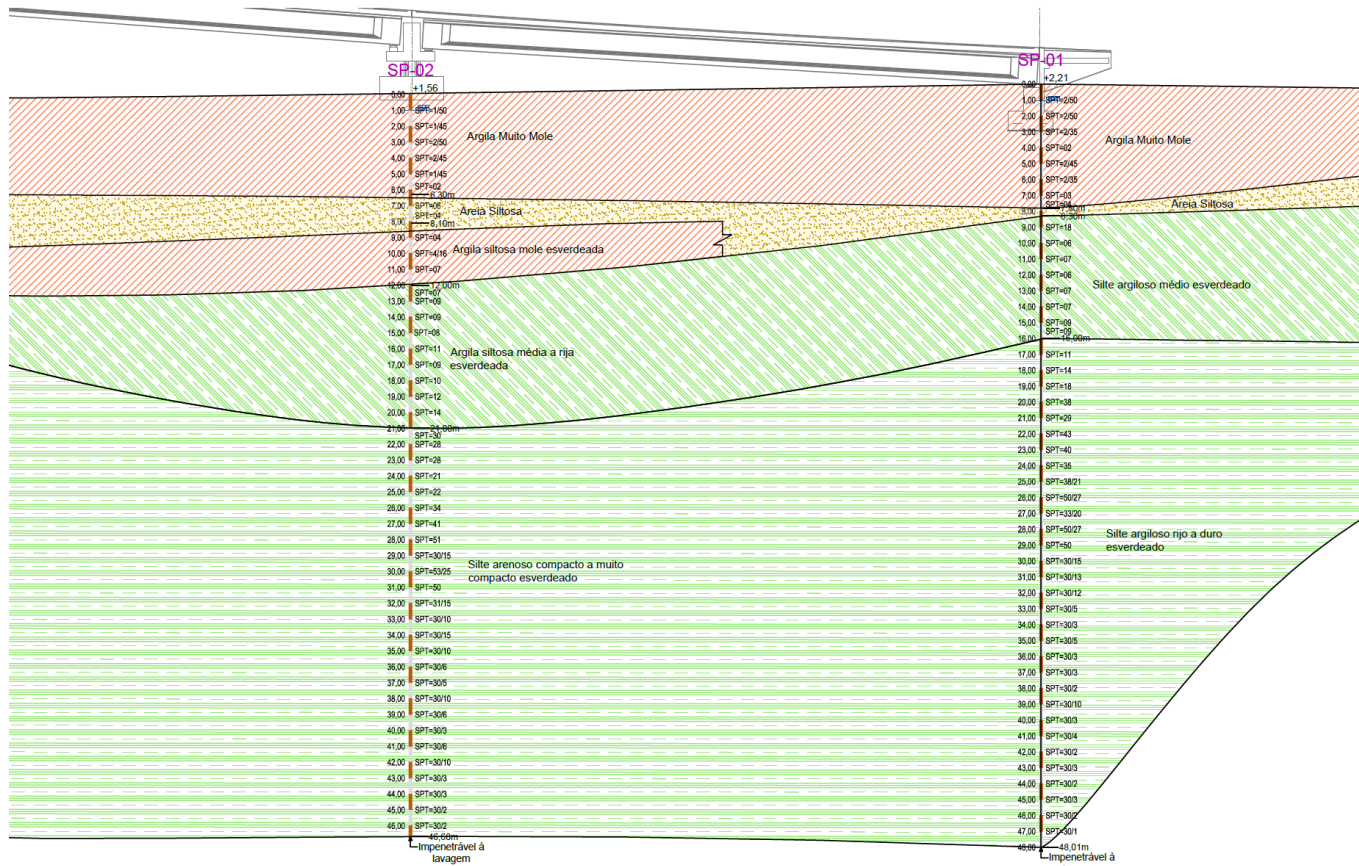 SP-02
+1,56
0,00
1,00 SPT=1/50
2,00 SPT=1/45
3,00 SPT=2/50
4,00 SPT=2/45
5,00 SPT=1/45
SPT=02
6,00
6,30m
7,00 SPT=05
SPT=04
8,00
8,10m
9,00 SPT=04
10,00 SPT=4/16
11,00 SPT=07
12,00 12,00m
SPT=07
13,00 SPT=09
14,00 SPT=09
15,00 SPT=08
16,00 SPT=11
17,00 SPT=09
18,00 SPT=10
19,00 SPT=12
20,00 SPT=14
21,00 21,00m
SPT=30
22,00 SPT=28
23,00 SPT=28
24,00 SPT=21
25,00 SPT=22
26,00 SPT=34
27,00 SPT=41
28,00 SPT=51
29,00 SPT=30/15
30,00 SPT=53/25
31,00 SPT=50
32,00 SPT=31/15
33,00 SPT=30/10
34,00 SPT=30/15
35,00 SPT=30/10
36,00 SPT=30/6
37,00 SPT=30/5
38,00 SPT=30/10
39,00 SPT=30/6
40,00 SPT=30/3
41,00 SPT=30/6
42,00 SPT=30/10
43,00 SPT=30/3
44,00 SPT=30/3
45,00 SPT=30/2
46,00 SPT=30/2
46,68m
Impenetrável à
lavagem
Argila Muito Mole
Areia Siltosa
Argila siltosa mole esverdeada
Argila siltosa média a rija
esverdeada
Silte arenoso compacto a muito
compacto esverdeado
SP-01
+2,21
0,00
1,00 SPT=2/50
2,00 SPT=2/50
3,00 SPT=2/35
4,00 SPT=02
5,00 SPT=2/45
6,00 SPT=2/35
7,00 SPT=03
SPT=04
8,00
8,30m
9,00 SPT=18
10,00 SPT=06
11,00 SPT=07
12,00 SPT=06
13,00 SPT=07
14,00 SPT=07
15,00 SPT=09
SPT=09
16,00 16,00m
17,00 SPT=11
18,00 SPT=14
19,00 SPT=18
20,00 SPT=38
21,00 SPT=29
22,00 SPT=43
23,00 SPT=40
24,00 SPT=35
25,00 SPT=38/21
26,00 SPT=50/27
27,00 SPT=33/20
28,00 SPT=50/27
29,00 SPT=50
30,00 SPT=30/15
31,00 SPT=30/13
32,00 SPT=30/12
33,00 SPT=30/5
34,00 SPT=30/3
35,00 SPT=30/5
36,00 SPT=30/3
37,00 SPT=30/3
38,00 SPT=30/2
39,00 SPT=30/10
40,00 SPT=30/3
41,00 SPT=30/4
42,00 SPT=30/2
43,00 SPT=30/3
44,00 SPT=30/2
45,00 SPT=30/3
46,00 SPT=30/2
47,00 SPT=30/1
48,00 48,01m
Impenetrável à
Argila Muito Mole
Areia Siltosa
Silte argiloso médio esverdeado
Silte argiloso rijo a duro
esverdeado